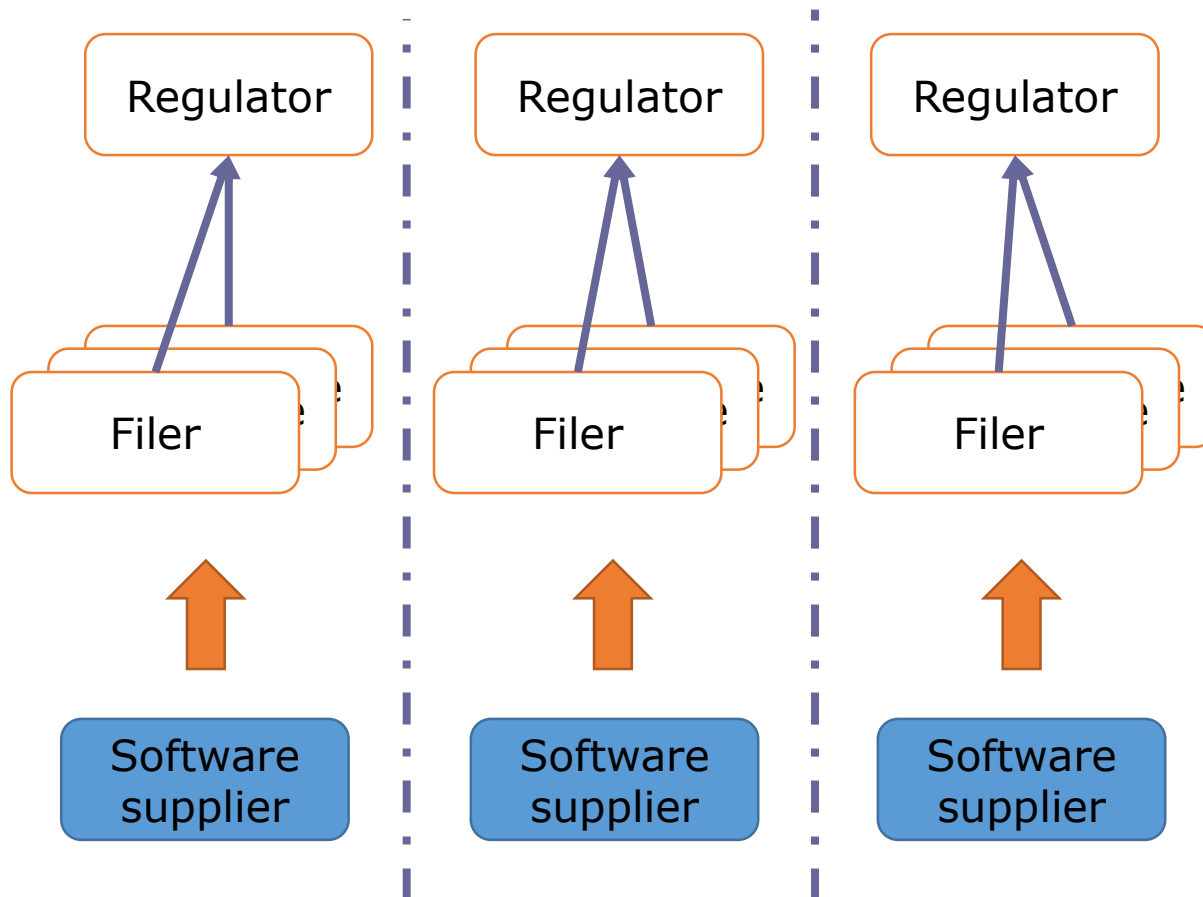 Regulator
Regulator
Regulator
Filer
Filer
Filer
Software
supplier
Software
supplier
Software
supplier